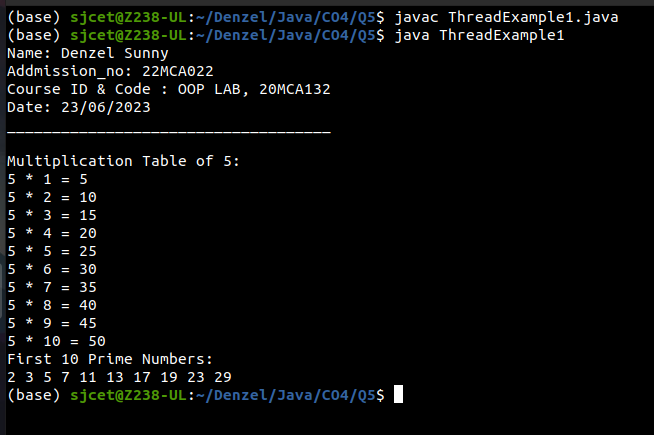 (base) sjcet@Z238-UL:~/Denzel/Java/CO4/Q5$ javac ThreadExample1.java
(base) sjcet@Z238-UL:~/Denzel/Java/CO4/Q5$ java ThreadExample1
Name: Denzel Sunny
Addmission_no: 22MCA022
Course ID & Code : OOP LAB, 20MCA132
Date: 23/06/2023
____________________________________
Multiplication Table of 5:
5 * 1 = 5
5 * 2 = 10
5 * 3 = 15
5 * 4 = 20
5 * 5 = 25
5 * 6 = 30
5 * 7 = 35
5 * 8 = 40
5 * 9 = 45
5 * 10 = 50
First 10 Prime Numbers:
2 3 5 7 11 13 17 19 23 29
(base) sjcet@Z238-UL:~/Denzel/Java/CO4/Q5$